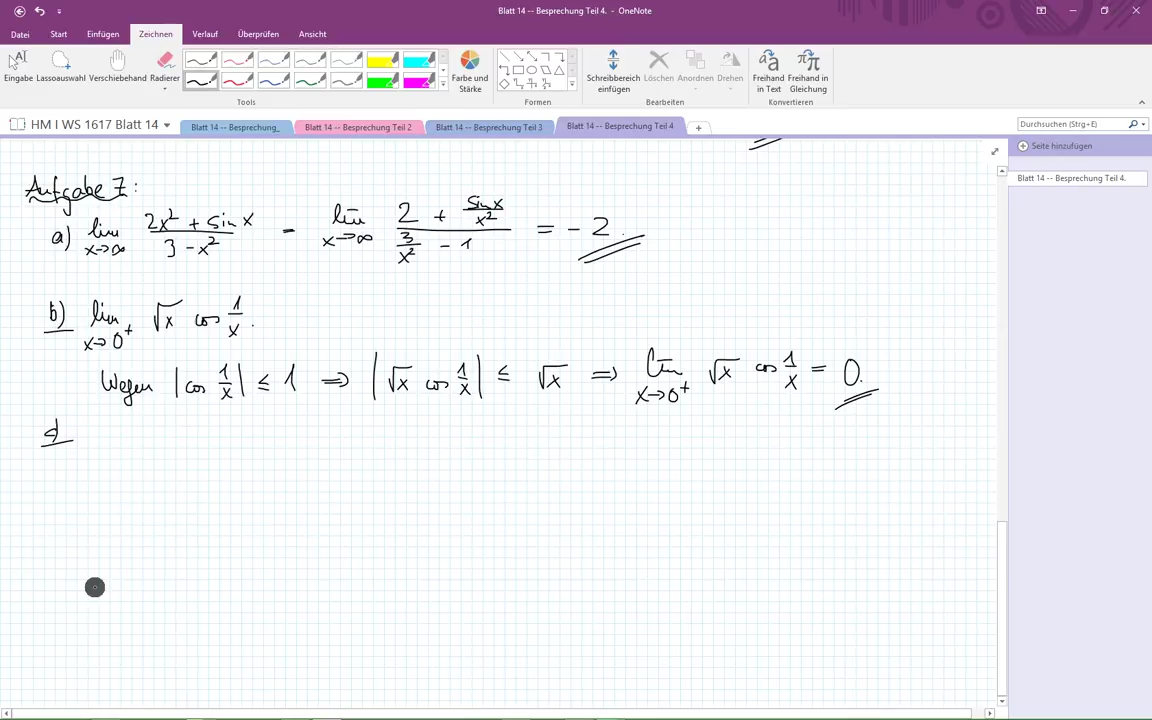 Blatt 14 -- Besprechung Teil 4. - OneNote
Datei Start Einfügen Zeichnen Verlauf Überprüfen Ansicht
Eingabe Lassoauswahl Verschiebehand Radierer Farbe und Stärke Schreibbereich einfügen Löschen Anordnen Drehen Freihand in Text Freihand in Gleichung
Tools Formen Bearbeiten Konvertieren
HM I WS 1617 Blatt 14 Blatt 14 -- Besprechung_ Blatt 14 -- Besprechung Teil 2 Blatt 14 -- Besprechung Teil 3 Blatt 14 -- Besprechung Teil 4 Durchsuchen (Strg+E)
Seite hinzufügen
Blatt 14 -- Besprechung Teil 4.
Aufgabe 7:
a) lim x→∞ (2x² + sin x)/(3 - x²) = lim x→∞ (2 + sin x/x²)/(3/x² - 1) = -2.
b) lim x→0⁺ √x cos 1/x.
Wegen |cos 1/x| ≤ 1 ⇒ |√x cos 1/x| ≤ √x ⇒ lim x→0⁺ √x cos 1/x = 0.
c)